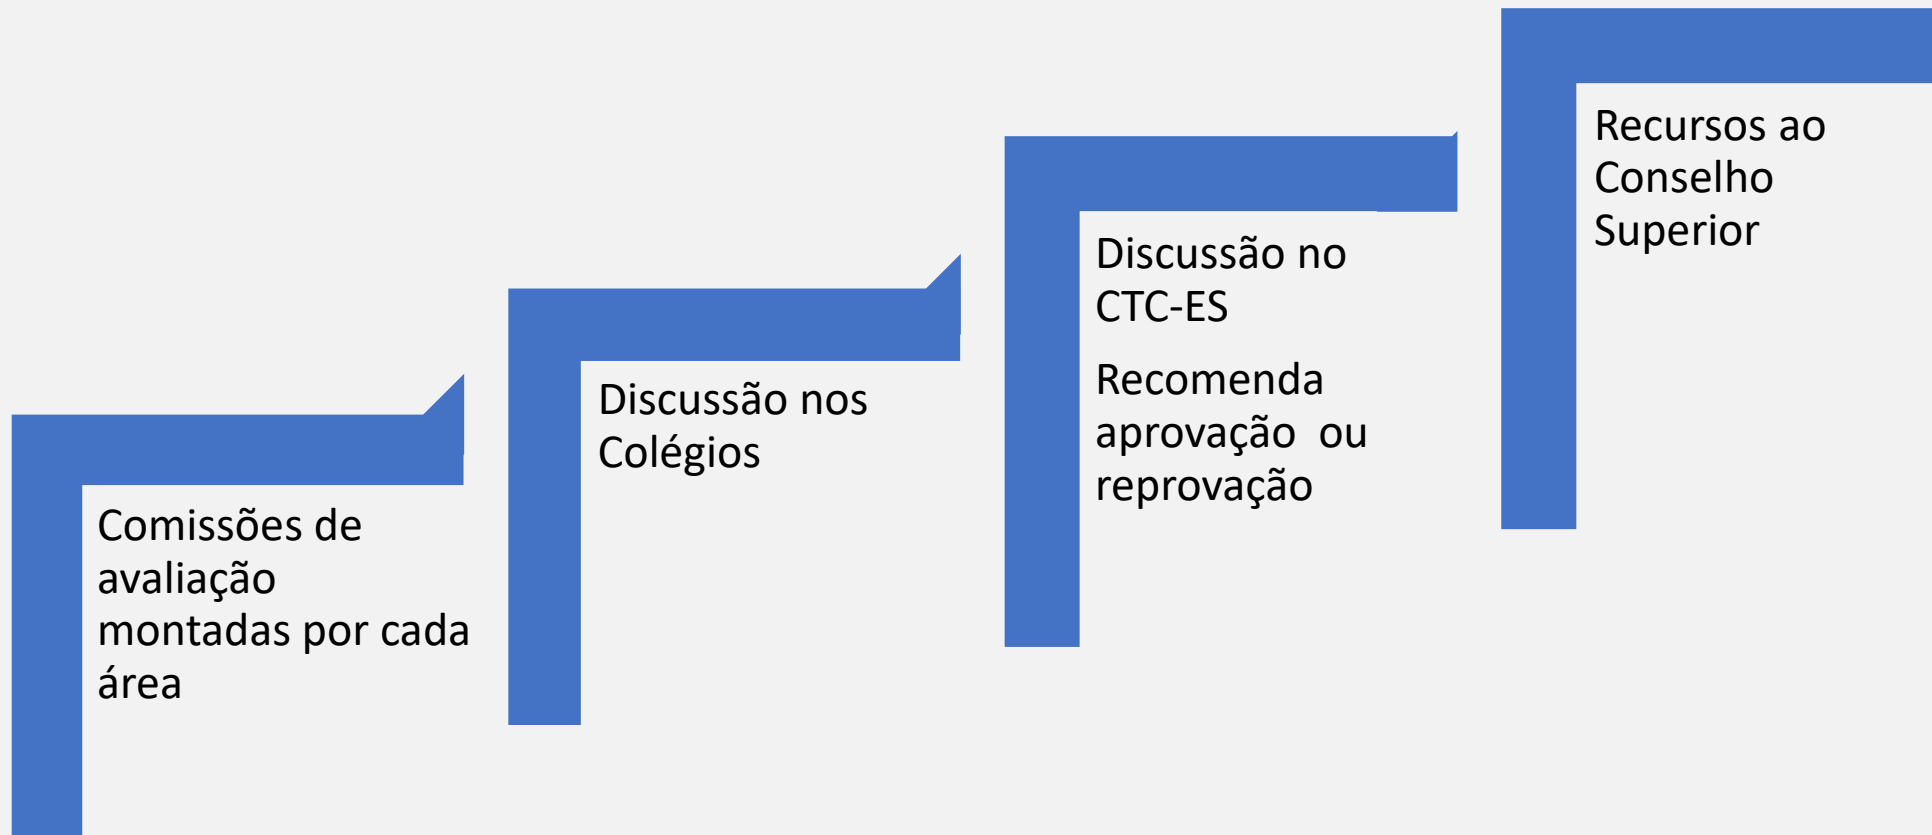 Comissões de
avaliação
montadas por cada
área
Discussão nos
Colégios
Discussão no
CTC-ES
Recomenda
aprovação  ou
reprovação
Recursos ao
Conselho
Superior